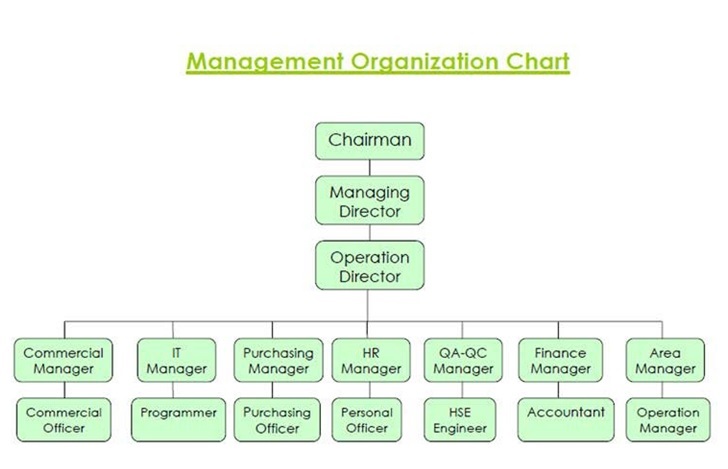 Management Organization Chart
Chairman
Managing
Director
Operation
Director
Commercial
Manager
IT
Manager
Purchasing
Manager
HR
Manager
QA-QC
Manager
Finance
Manager
Area
Manager
Commercial
Officer
Programmer
Purchasing
Officer
Personal
Officer
HSE
Engineer
Accountant
Operation
Manager